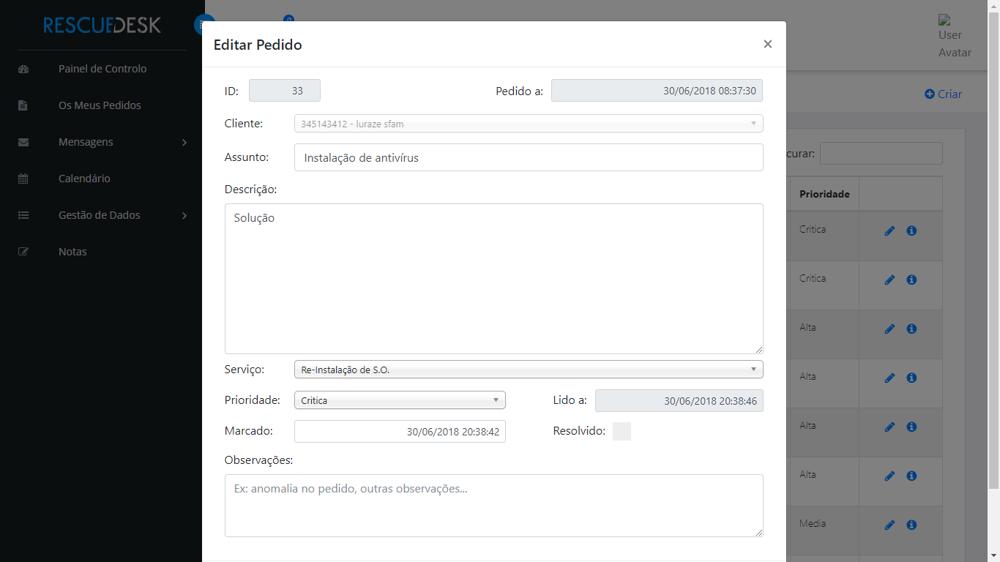 RESCUEDESK
Painel de Controlo
Os Meus Pedidos
Mensagens
Calendário
Gestão de Dados
Notas
0
User
Avatar
Criar
curar:
Prioridade
Critica
Critica
Alta
Alta
Alta
Alta
Media
Editar Pedido ×
ID: 33 Pedido a: 30/06/2018 08:37:30
Cliente: 345143412 - luraze sfam
Assunto: Instalação de antivírus
Descrição:
Solução
Serviço: Re-Instalação de S.O.
Prioridade: Critica Lido a: 30/06/2018 20:38:46
Marcado: 30/06/2018 20:38:42 Resolvido:
Observações:
Ex: anomalia no pedido, outras observações...